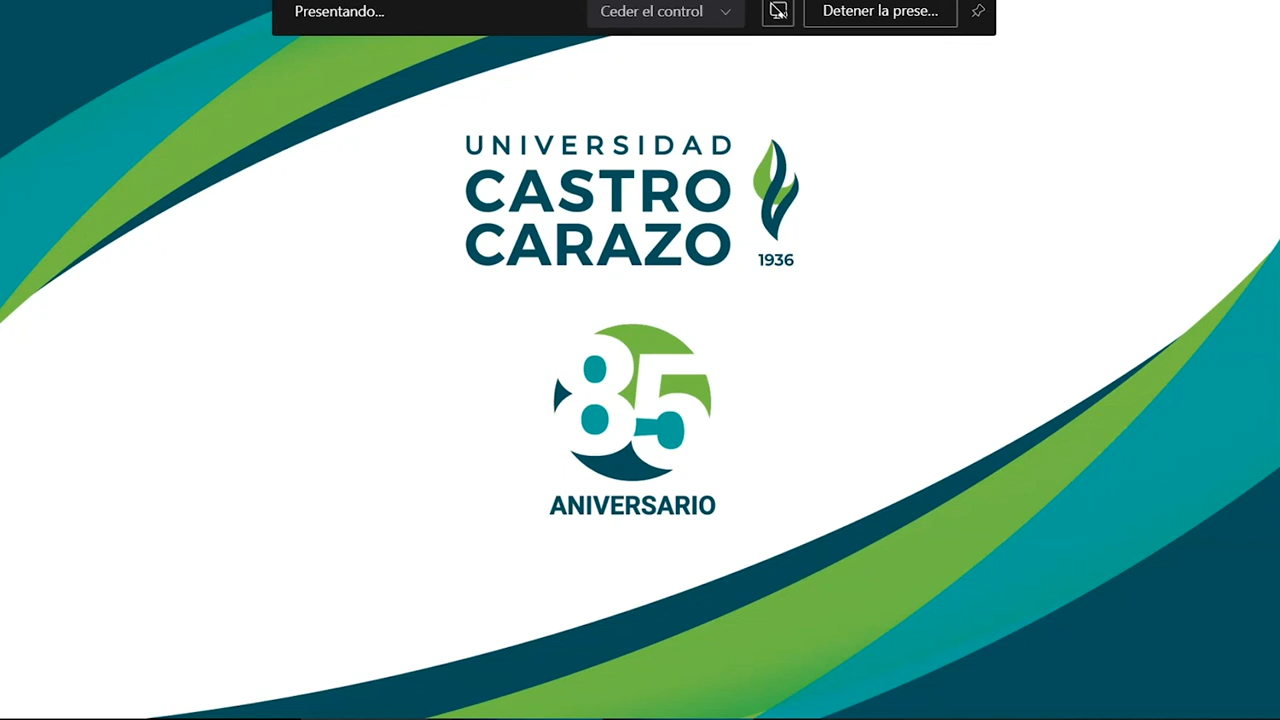 Presentando...
Ceder el control
Detener la prese...
UNIVERSIDAD
CASTRO
CARAZO
1936
85
ANIVERSARIO